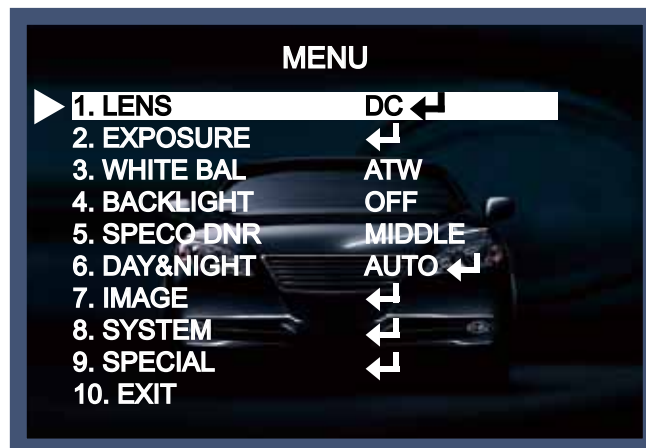 MENU
1. LENS DC
2. EXPOSURE
3. WHITE BAL ATW
4. BACKLIGHT OFF
5. SPECO DNR MIDDLE
6. DAY&NIGHT AUTO
7. IMAGE
8. SYSTEM
9. SPECIAL
10. EXIT